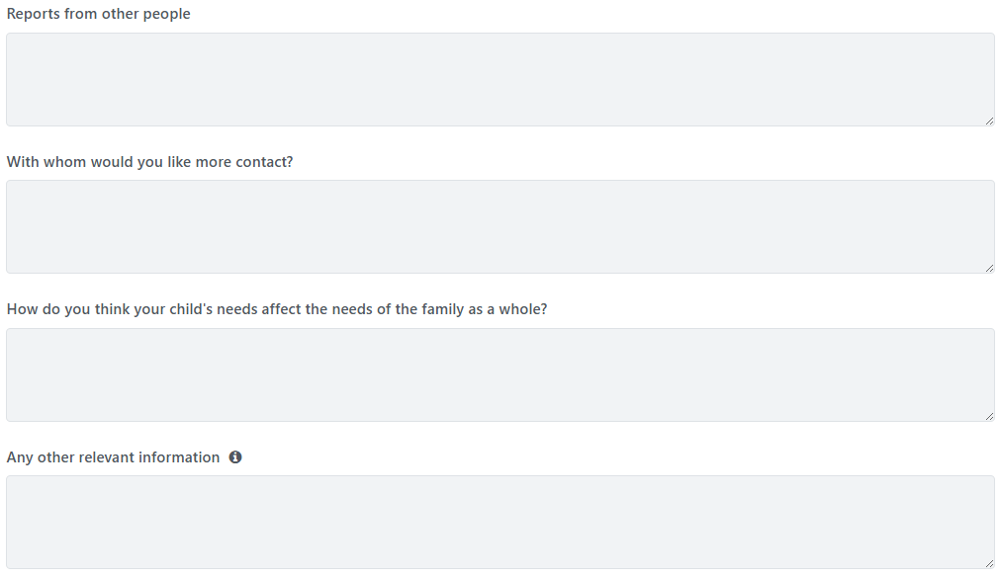 Reports from other people
With whom would you like more contact?
How do you think your child's needs affect the needs of the family as a whole?
Any other relevant information